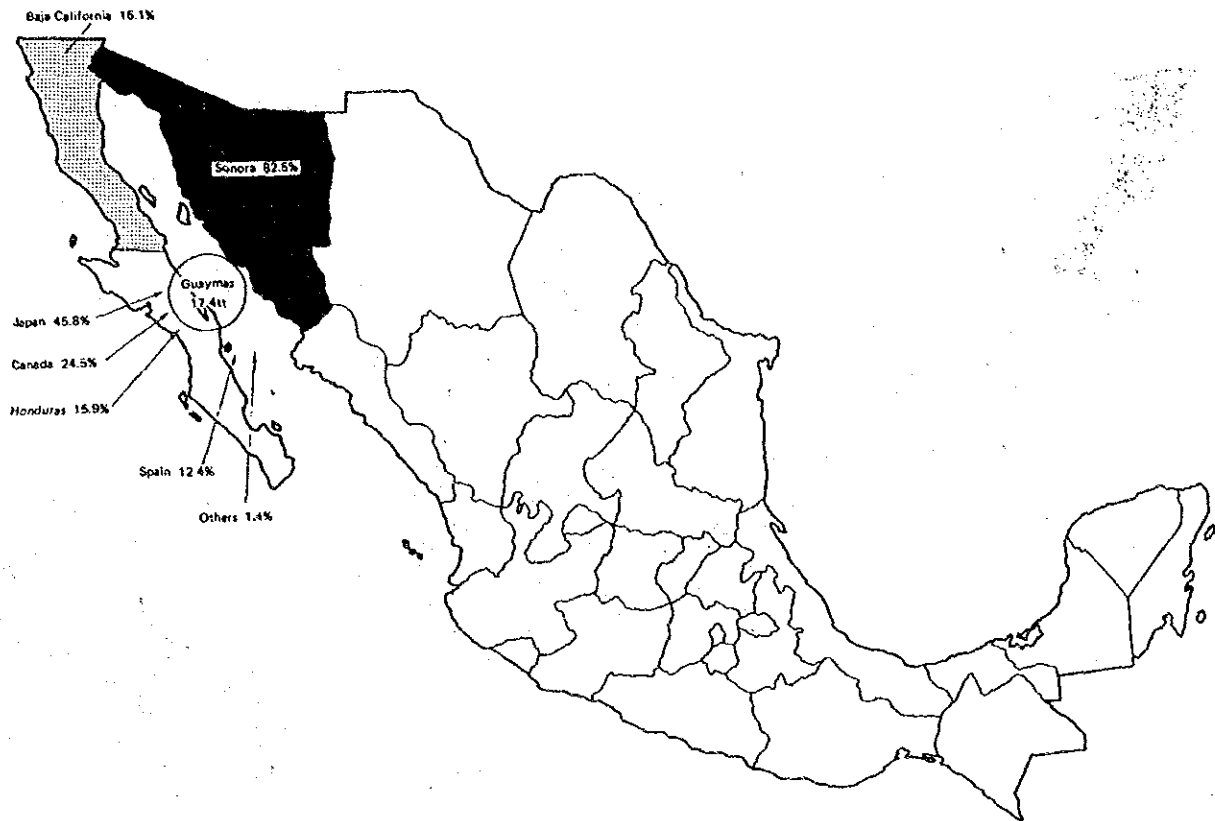 Baja California 16.1%
Sonora 82.6%
Guaymas
17.4tt
Japan 45.8%
Canada 24.5%
Honduras 15.9%
Spain 12.4%
Others 1.4%